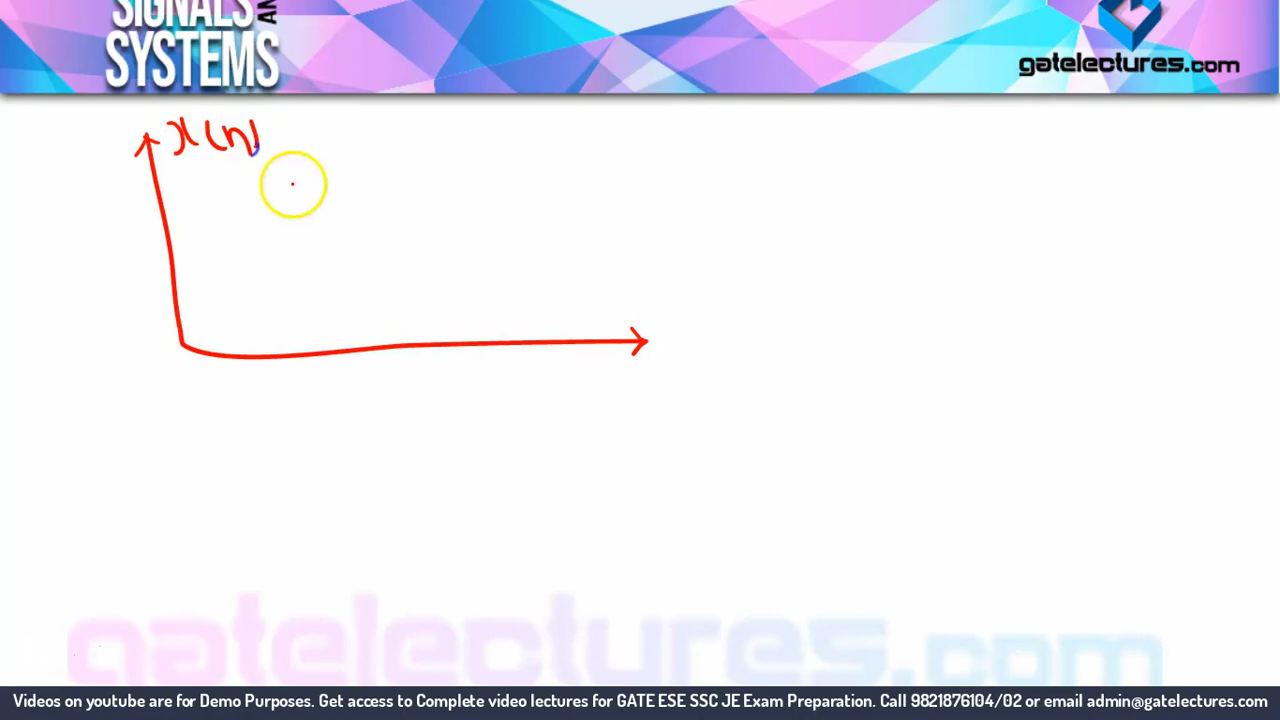 SIGNALS AND
SYSTEMS
gatelectures.com
x(n)
gatelectures.com
Videos on youtube are for Demo Purposes. Get access to Complete video lectures for GATE ESE SSC JE Exam Preparation. Call 9821876104/02 or email admin@gatelectures.com